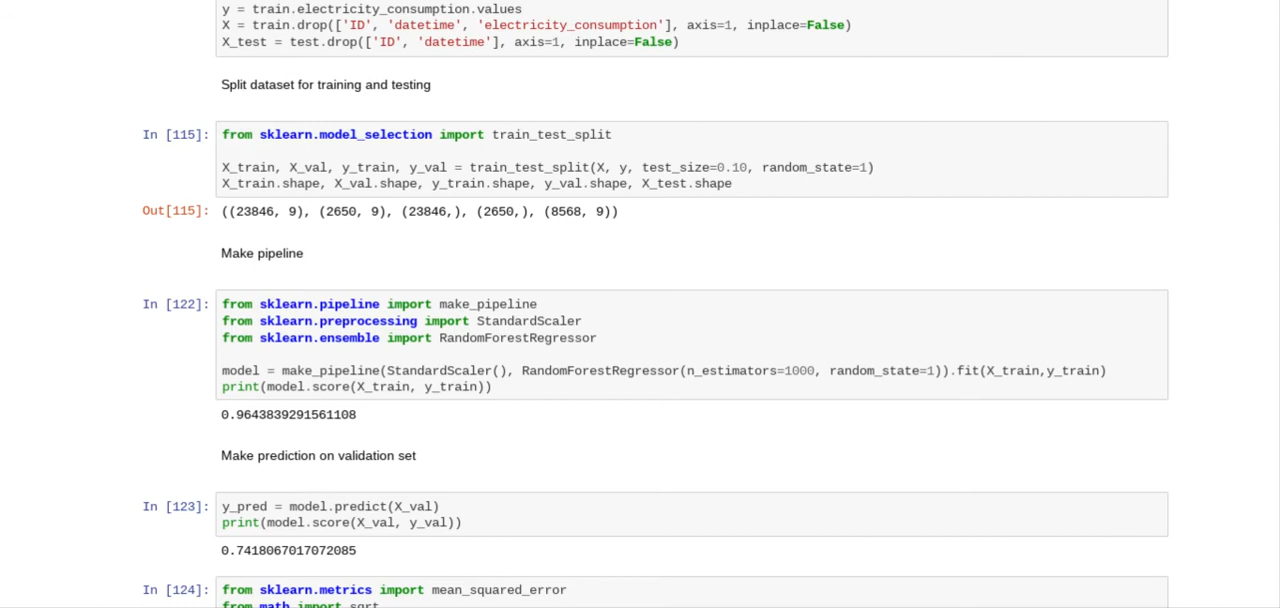 y = train.electricity_consumption.values
X = train.drop(['ID', 'datetime', 'electricity_consumption'], axis=1, inplace=False)
X_test = test.drop(['ID', 'datetime'], axis=1, inplace=False)
Split dataset for training and testing
In [115]: from sklearn.model_selection import train_test_split
X_train, X_val, y_train, y_val = train_test_split(X, y, test_size=0.10, random_state=1)
X_train.shape, X_val.shape, y_train.shape, y_val.shape, X_test.shape
Out[115]: ((23846, 9), (2650, 9), (23846,), (2650,), (8568, 9))
Make pipeline
In [122]: from sklearn.pipeline import make_pipeline
from sklearn.preprocessing import StandardScaler
from sklearn.ensemble import RandomForestRegressor
model = make_pipeline(StandardScaler(), RandomForestRegressor(n_estimators=1000, random_state=1)).fit(X_train,y_train)
print(model.score(X_train, y_train))
0.9643839291561108
Make prediction on validation set
In [123]: y_pred = model.predict(X_val)
print(model.score(X_val, y_val))
0.7418067017072085
In [124]: from sklearn.metrics import mean_squared_error
from math import sqrt